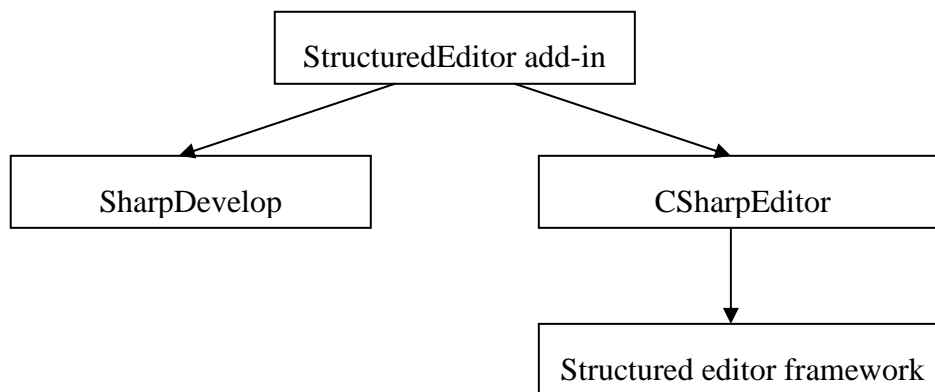 StructuredEditor add-in
SharpDevelop
CSharpEditor
Structured editor framework